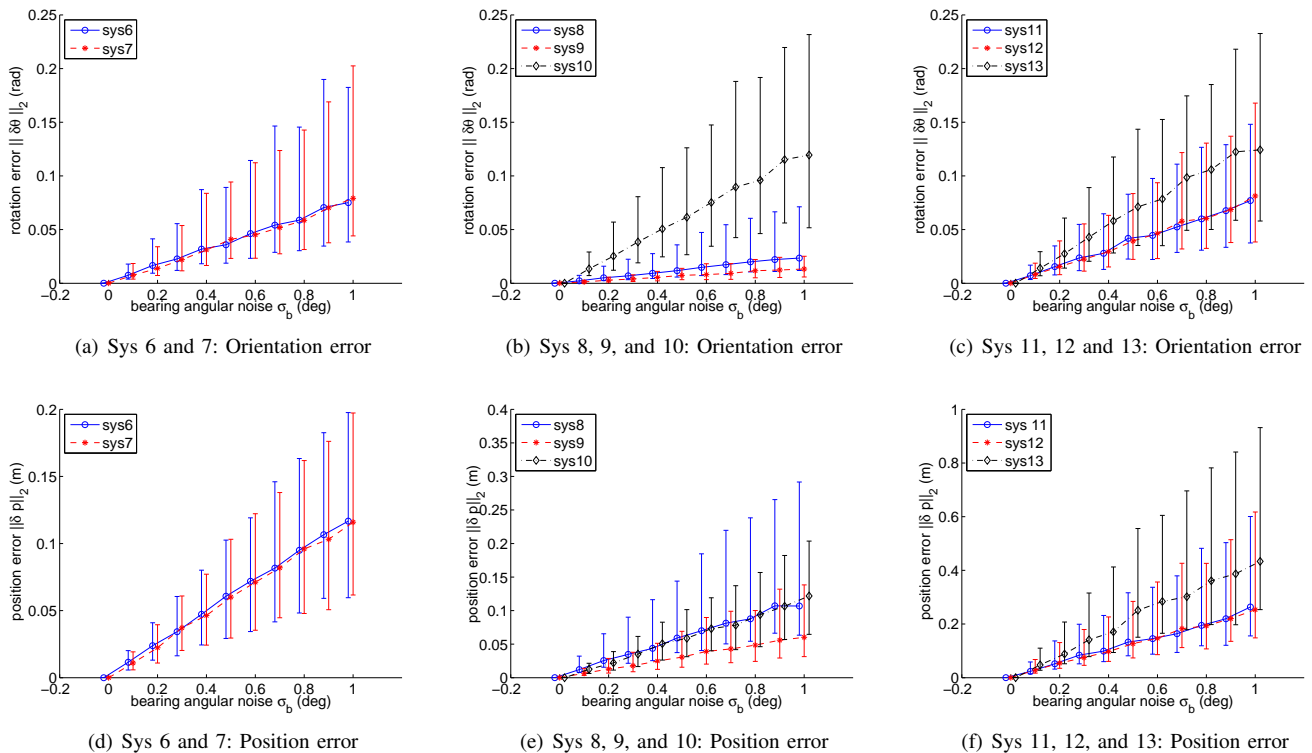 0.25
0.2
0.15
0.1
0.05
0
−0.2 0 0.2 0.4 0.6 0.8 1
rotation error || δθ ||2 (rad)
bearing angular noise σb (deg)
sys6
sys7
(a) Sys 6 and 7: Orientation error
0.25
0.2
0.15
0.1
0.05
0
−0.2 0 0.2 0.4 0.6 0.8 1
rotation error || δθ ||2 (rad)
bearing angular noise σb (deg)
sys8
sys9
sys10
(b) Sys 8, 9, and 10: Orientation error
0.25
0.2
0.15
0.1
0.05
0
−0.2 0 0.2 0.4 0.6 0.8 1
rotation error || δθ ||2 (rad)
bearing angular noise σb (deg)
sys11
sys12
sys13
(c) Sys 11, 12 and 13: Orientation error
0.2
0.15
0.1
0.05
0
−0.2 0 0.2 0.4 0.6 0.8 1
position error ||δ p||2 (m)
bearing angular noise σb (deg)
sys6
sys7
(d) Sys 6 and 7: Position error
0.4
0.35
0.3
0.25
0.2
0.15
0.1
0.05
0
−0.2 0 0.2 0.4 0.6 0.8 1
position error ||δ p||2 (m)
bearing angular noise σb (deg)
sys8
sys9
sys10
(e) Sys 8, 9, and 10: Position error
1
0.8
0.6
0.4
0.2
0
−0.2 0 0.2 0.4 0.6 0.8 1
position error ||δ p||2 (m)
bearing angular noise σb (deg)
sys 11
sys12
sys13
(f) Sys 11, 12, and 13: Position error